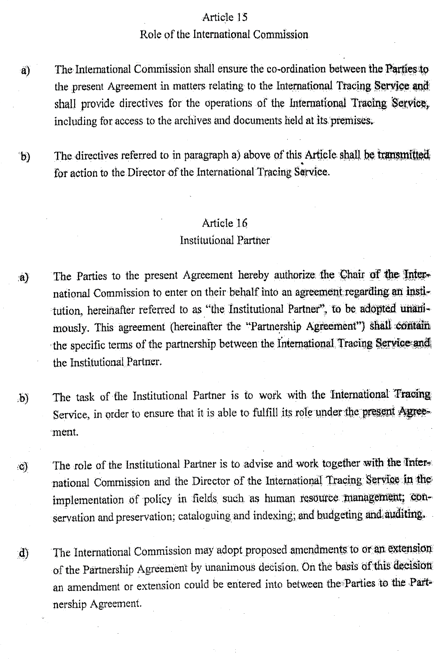 Article 15
Role of the International Commission
a) The International Commission shall ensure the co-ordination between the Parties to
the present Agreement in matters relating to the International Tracing Service and
shall provide directives for the operations of the International Tracing Service,
including for access to the archives and documents held at its premises.
b) The directives referred to in paragraph a) above of this Article shall be transmitted
for action to the Director of the International Tracing Service.
Article 16
Institutional Partner
a) The Parties to the present Agreement hereby authorize the Chair of the Inter-
national Commission to enter on their behalf into an agreement regarding an insti-
tution, hereinafter referred to as "the Institutional Partner", to be adopted unani-
mously. This agreement (hereinafter the "Partnership Agreement") shall contain
the specific terms of the partnership between the International Tracing Service and
the Institutional Partner.
b) The task of the Institutional Partner is to work with the International Tracing
Service, in order to ensure that it is able to fulfill its role under the present Agree-
ment.
c) The role of the Institutional Partner is to advise and work together with the Inter-
national Commission and the Director of the International Tracing Service in the
implementation of policy in fields such as human resource management; con-
servation and preservation; cataloguing and indexing; and budgeting and auditing.
d) The International Commission may adopt proposed amendments to or an extension
of the Partnership Agreement by unanimous decision. On the basis of this decision
an amendment or extension could be entered into between the Parties to the Part-
nership Agreement.